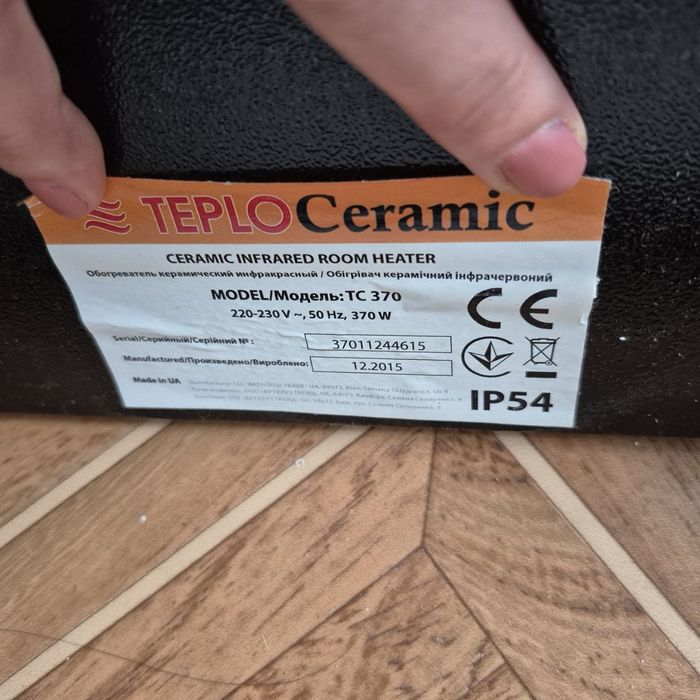 TEPLOCeramic
CERAMIC INFRARED ROOM HEATER
Обогреватель керамический инфракрасный / Обігрівач керамічний інфрачервоний
MODEL/Модель: TC 370
220-230 V ~, 50 Hz, 370 W
Serial/Серийный/Серійний № : 37011244615
Manufactured/Произведено/Вироблено: 12.2015
CE
Made in UA
IP54